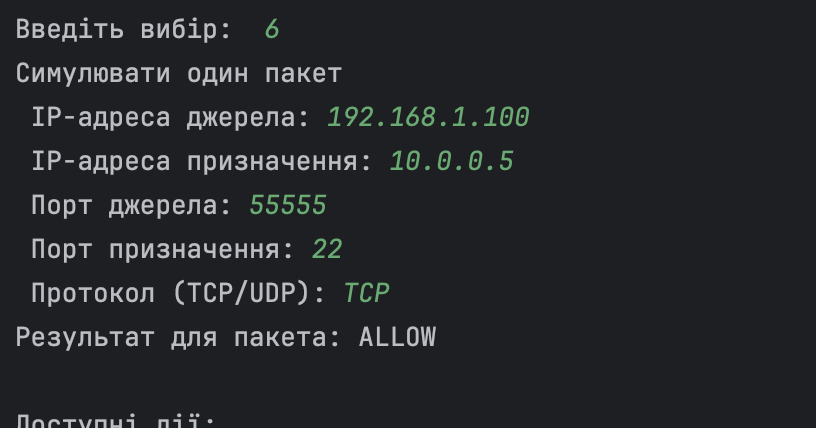 Введіть вибір:  6
Симулювати один пакет
IP-адреса джерела: 192.168.1.100
IP-адреса призначення: 10.0.0.5
Порт джерела: 55555
Порт призначення: 22
Протокол (TCP/UDP): TCP
Результат для пакета: ALLOW
Доступні дії: